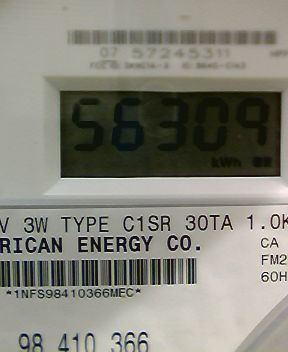 07 57245311
56309
kWh
V 3W TYPE C1SR 30TA 1.0K
RICAN ENERGY CO.
CA
FM2
60H
*1NFS98410366MEC*
98 410 366